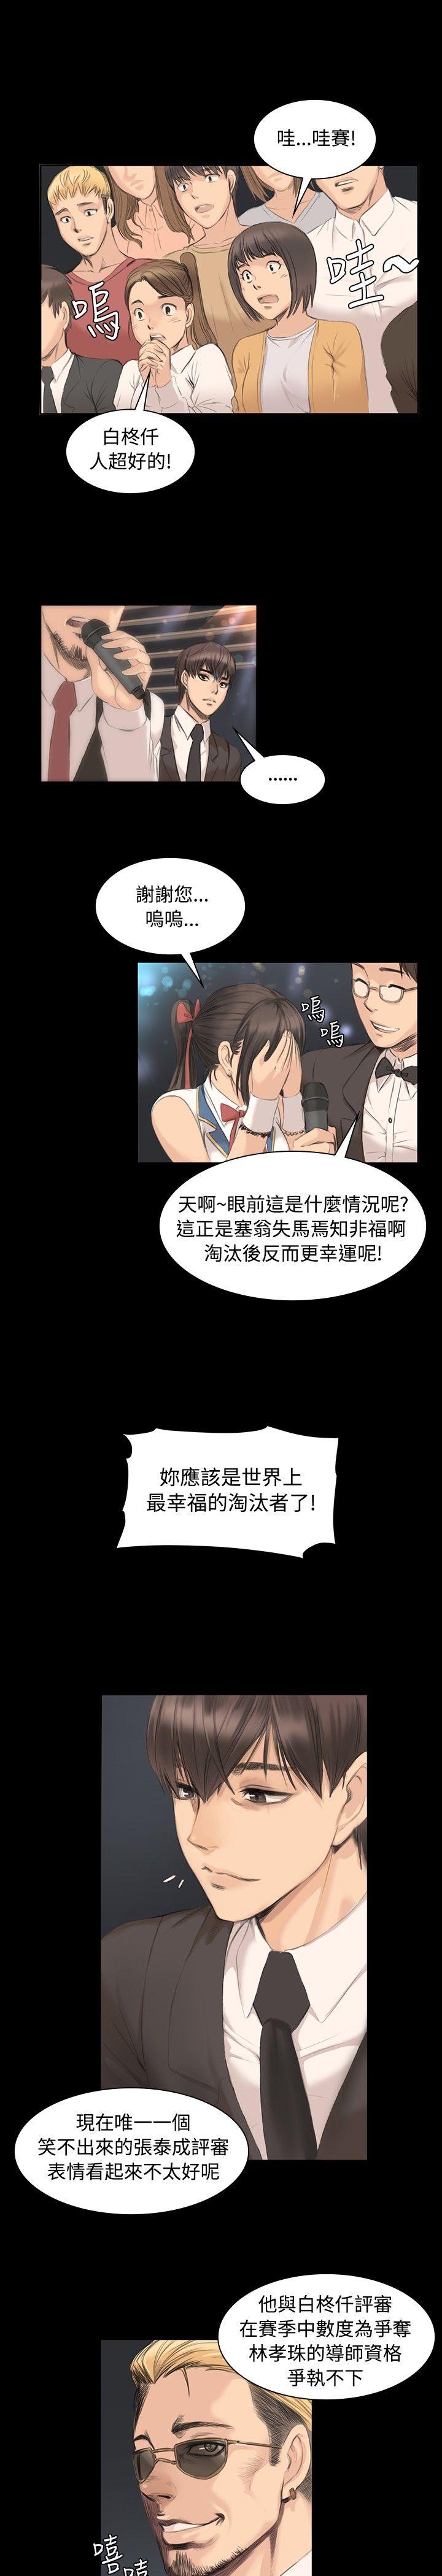 哇...哇賽!
哇~
嗚
白柊仟
人超好的!
......
謝謝您...
嗚嗚...
嗚
嗚
天啊~眼前這是什麼情況呢?
這正是塞翁失馬焉知非福啊
淘汰後反而更幸運呢!
妳應該是世界上
最幸福的淘汰者了!
現在唯一一個
笑不出來的張泰成評審
表情看起來不太好呢
他與白柊仟評審
在賽季中數度為爭奪
林孝珠的導師資格
爭執不下
嘻
嘻